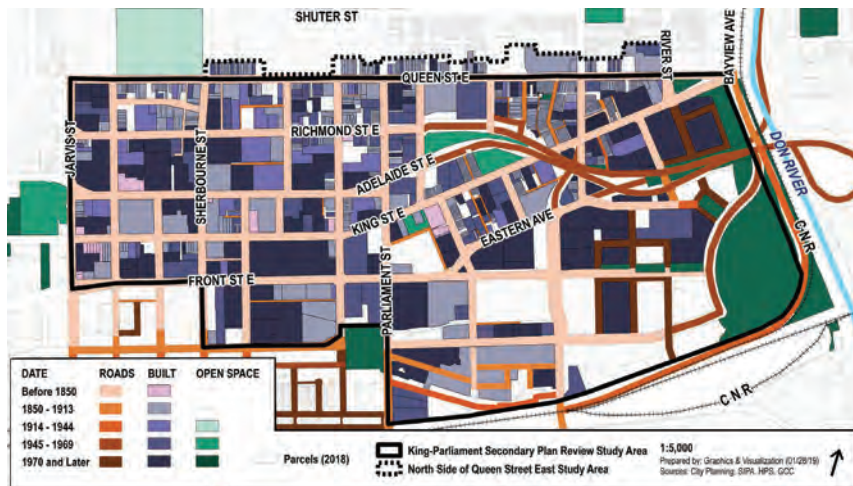 SHUTER ST
QUEEN ST E
RIVER ST
BAYVIEW AVE
JARVIS ST
SHERBOURNE ST
RICHMOND ST E
ADELAIDE ST E
DON RIVER
KING ST E
EASTERN AVE
C N R
FRONT ST E
PARLIAMENT ST
C N R
DATE ROADS BUILT OPEN SPACE
Before 1850
1850 - 1913
1914 - 1944
1945 - 1969
1970 and Later
Parcels (2018)
King-Parliament Secondary Plan Review Study Area
North Side of Queen Street East Study Area
1:5,000
Prepared by: Graphics & Visualization (01/28/19)
Sources: City Planning, SIPA, HPS, GCC